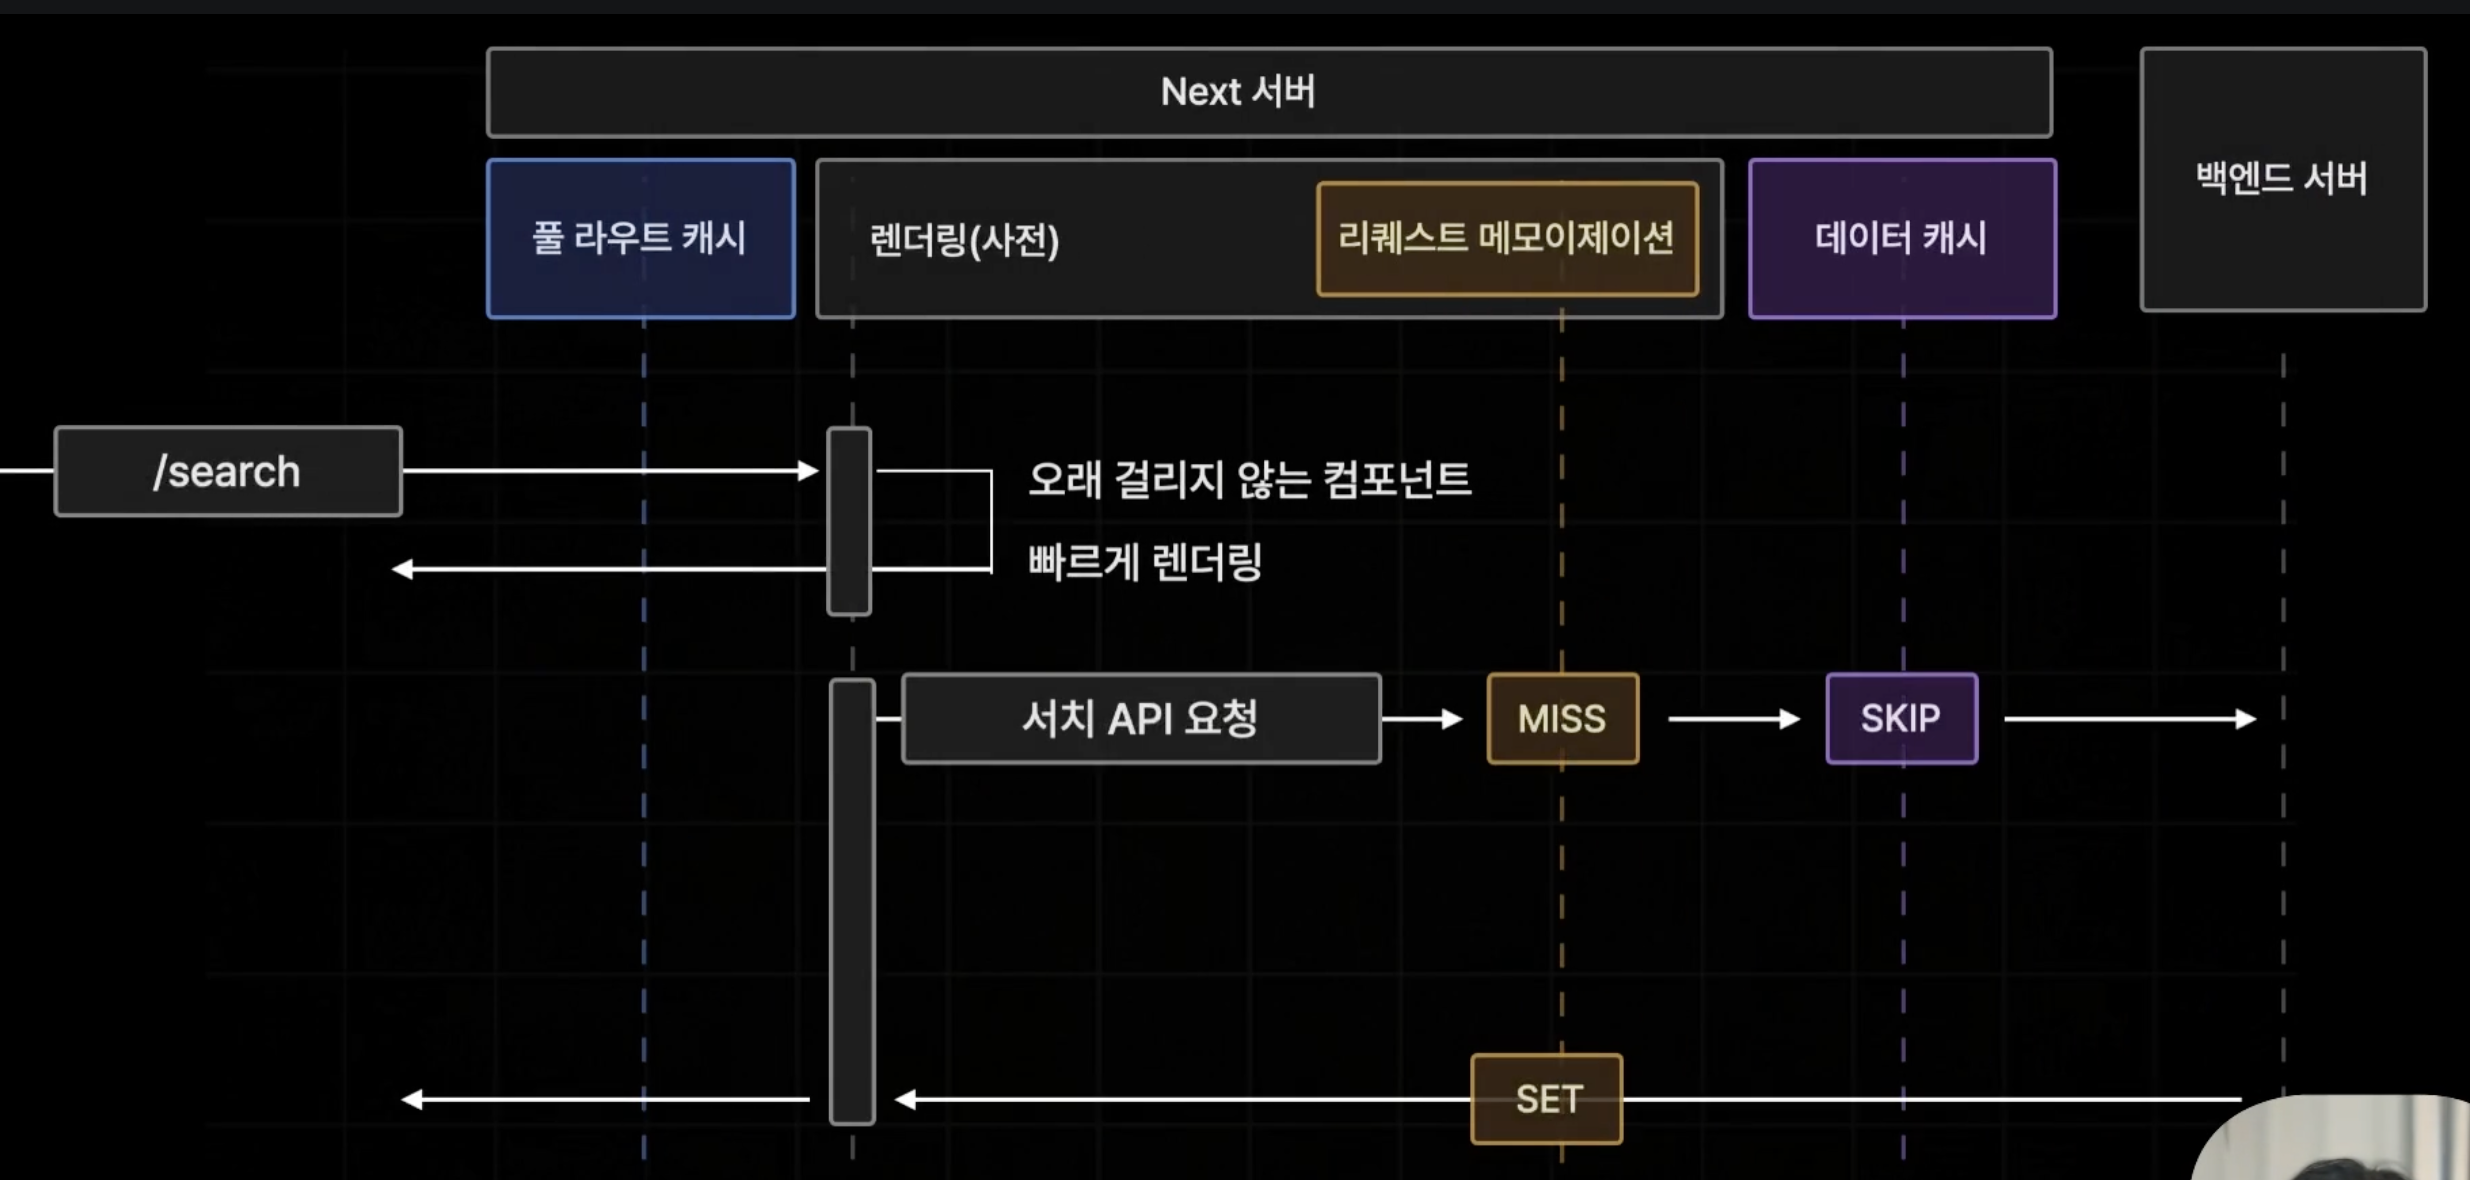 Next 서버
백엔드 서버
풀 라우트 캐시
렌더링(사전)
리퀘스트 메모이제이션
데이터 캐시
/search
오래 걸리지 않는 컴포넌트
빠르게 렌더링
서치 API 요청
MISS
SKIP
SET